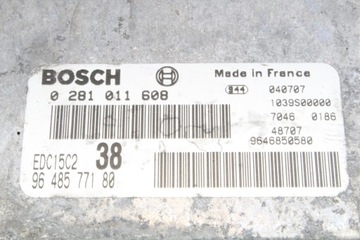 BOSCH
Made in France
0 281 011 608
S44 040707
1039S00000
7046 0186
48707
9646850580
EDC15C2 38
96 485 771 80